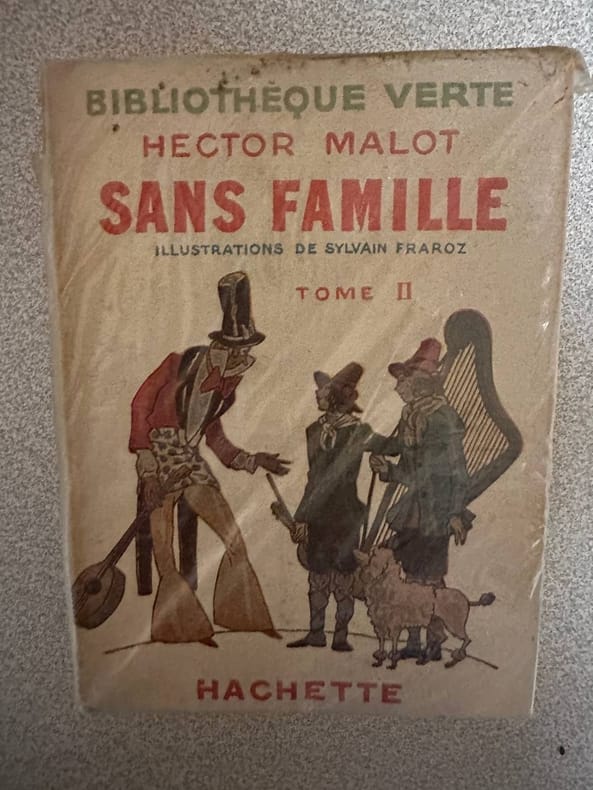 BIBLIOTHÈQUE VERTE
HECTOR MALOT
SANS FAMILLE
ILLUSTRATIONS DE SYLVAIN FRAROZ
TOME II
HACHETTE